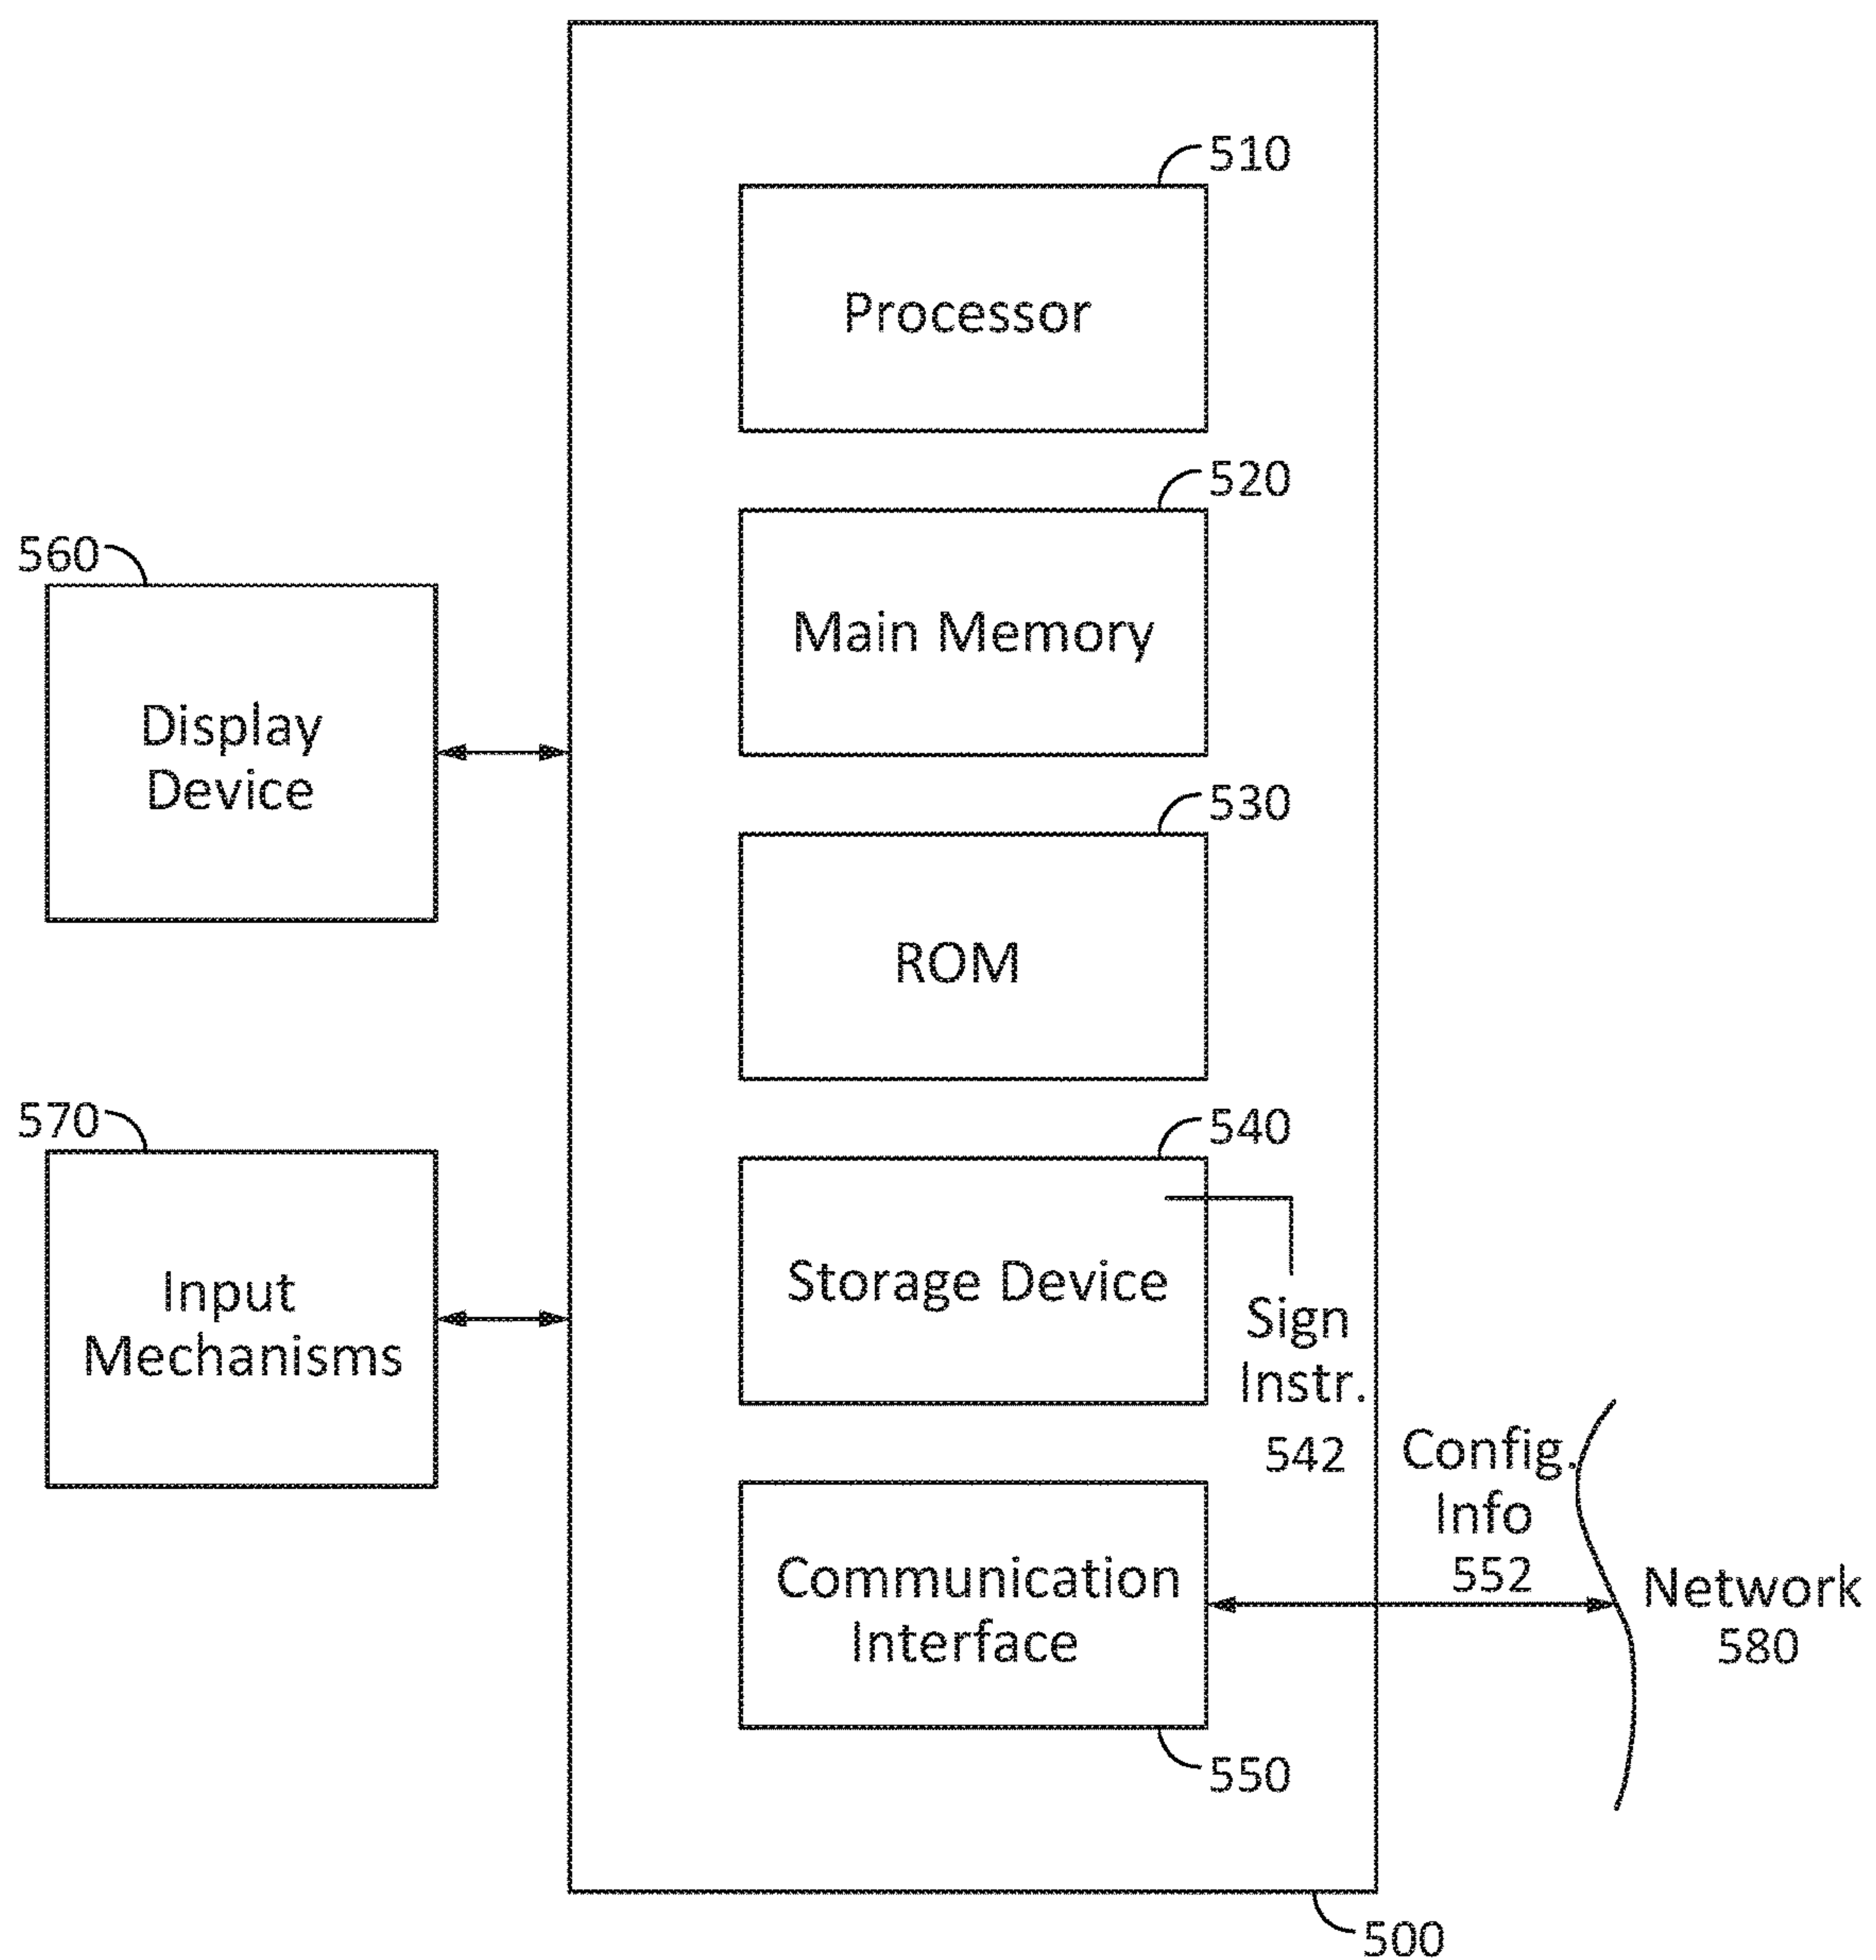 510
Processor
520
Main Memory
560
Display
Device
530
ROM
570
Input
Mechanisms
540
Storage Device
Sign
Instr.
542
Config.
Info
552
Communication
Interface
Network
580
550
500